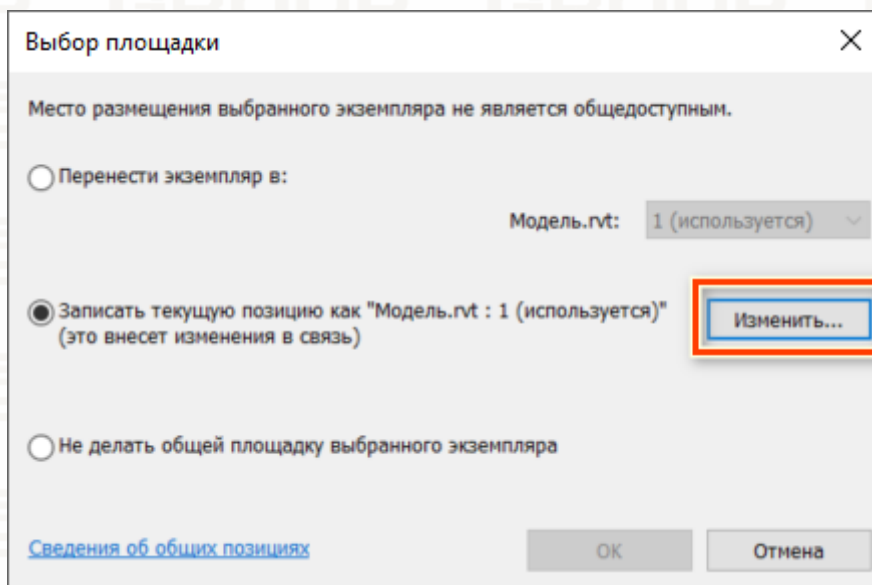 Выбор площадки
Место размещения выбранного экземпляра не является общедоступным.
Перенести экземпляр в:
Модель.rvt: 1 (используется)
Записать текущую позицию как "Модель.rvt : 1 (используется)"
(это внесет изменения в связь)
Изменить...
Не делать общей площадку выбранного экземпляра
Сведения об общих позициях
OK
Отмена